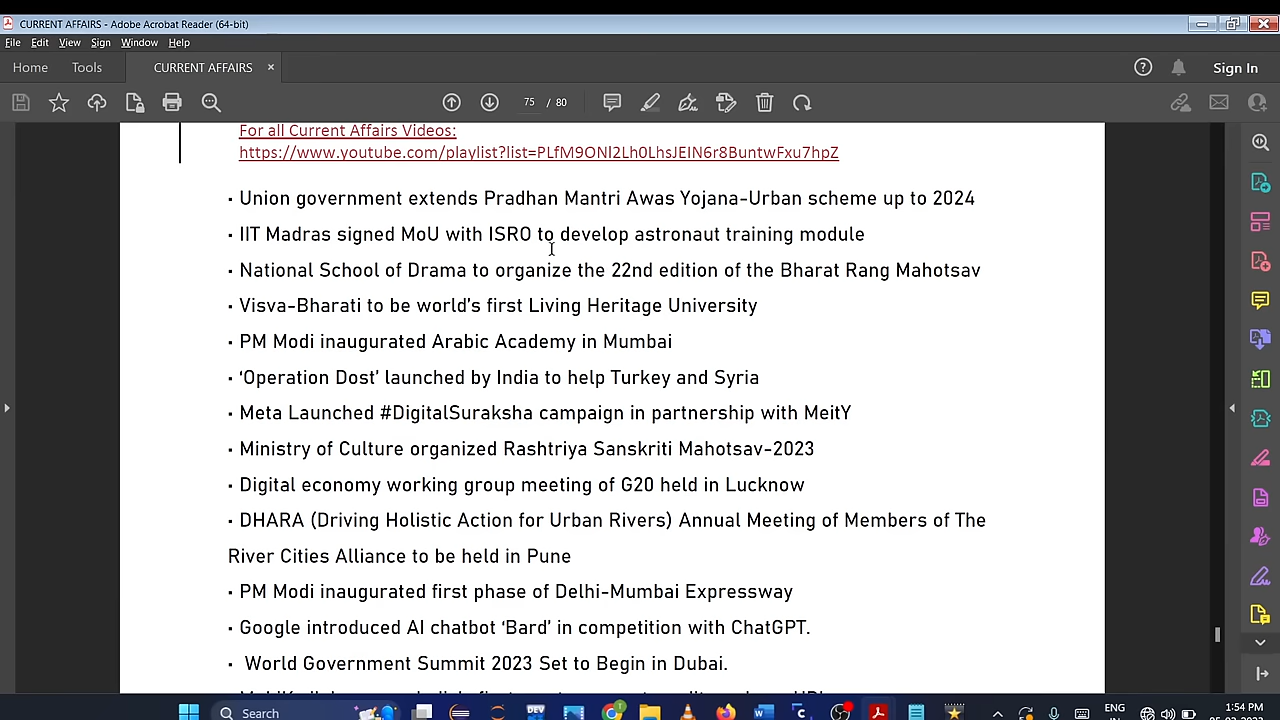 CURRENT AFFAIRS - Adobe Acrobat Reader (64-bit)
File Edit View Sign Window Help
Home Tools CURRENT AFFAIRS × Sign In
75 / 80
For all Current Affairs Videos:
https://www.youtube.com/playlist?list=PLfM9ONl2Lh0LhsJEIN6r8BuntwFxu7hpZ
▪ Union government extends Pradhan Mantri Awas Yojana-Urban scheme up to 2024
▪ IIT Madras signed MoU with ISRO to develop astronaut training module
▪ National School of Drama to organize the 22nd edition of the Bharat Rang Mahotsav
▪ Visva-Bharati to be world’s first Living Heritage University
▪ PM Modi inaugurated Arabic Academy in Mumbai
▪ ‘Operation Dost’ launched by India to help Turkey and Syria
▪ Meta Launched #DigitalSuraksha campaign in partnership with MeitY
▪ Ministry of Culture organized Rashtriya Sanskriti Mahotsav-2023
▪ Digital economy working group meeting of G20 held in Lucknow
▪ DHARA (Driving Holistic Action for Urban Rivers) Annual Meeting of Members of The
River Cities Alliance to be held in Pune
▪ PM Modi inaugurated first phase of Delhi-Mumbai Expressway
▪ Google introduced AI chatbot ‘Bard’ in competition with ChatGPT.
▪ World Government Summit 2023 Set to Begin in Dubai.
Search
DEV
ENG
IN
1:54 PM